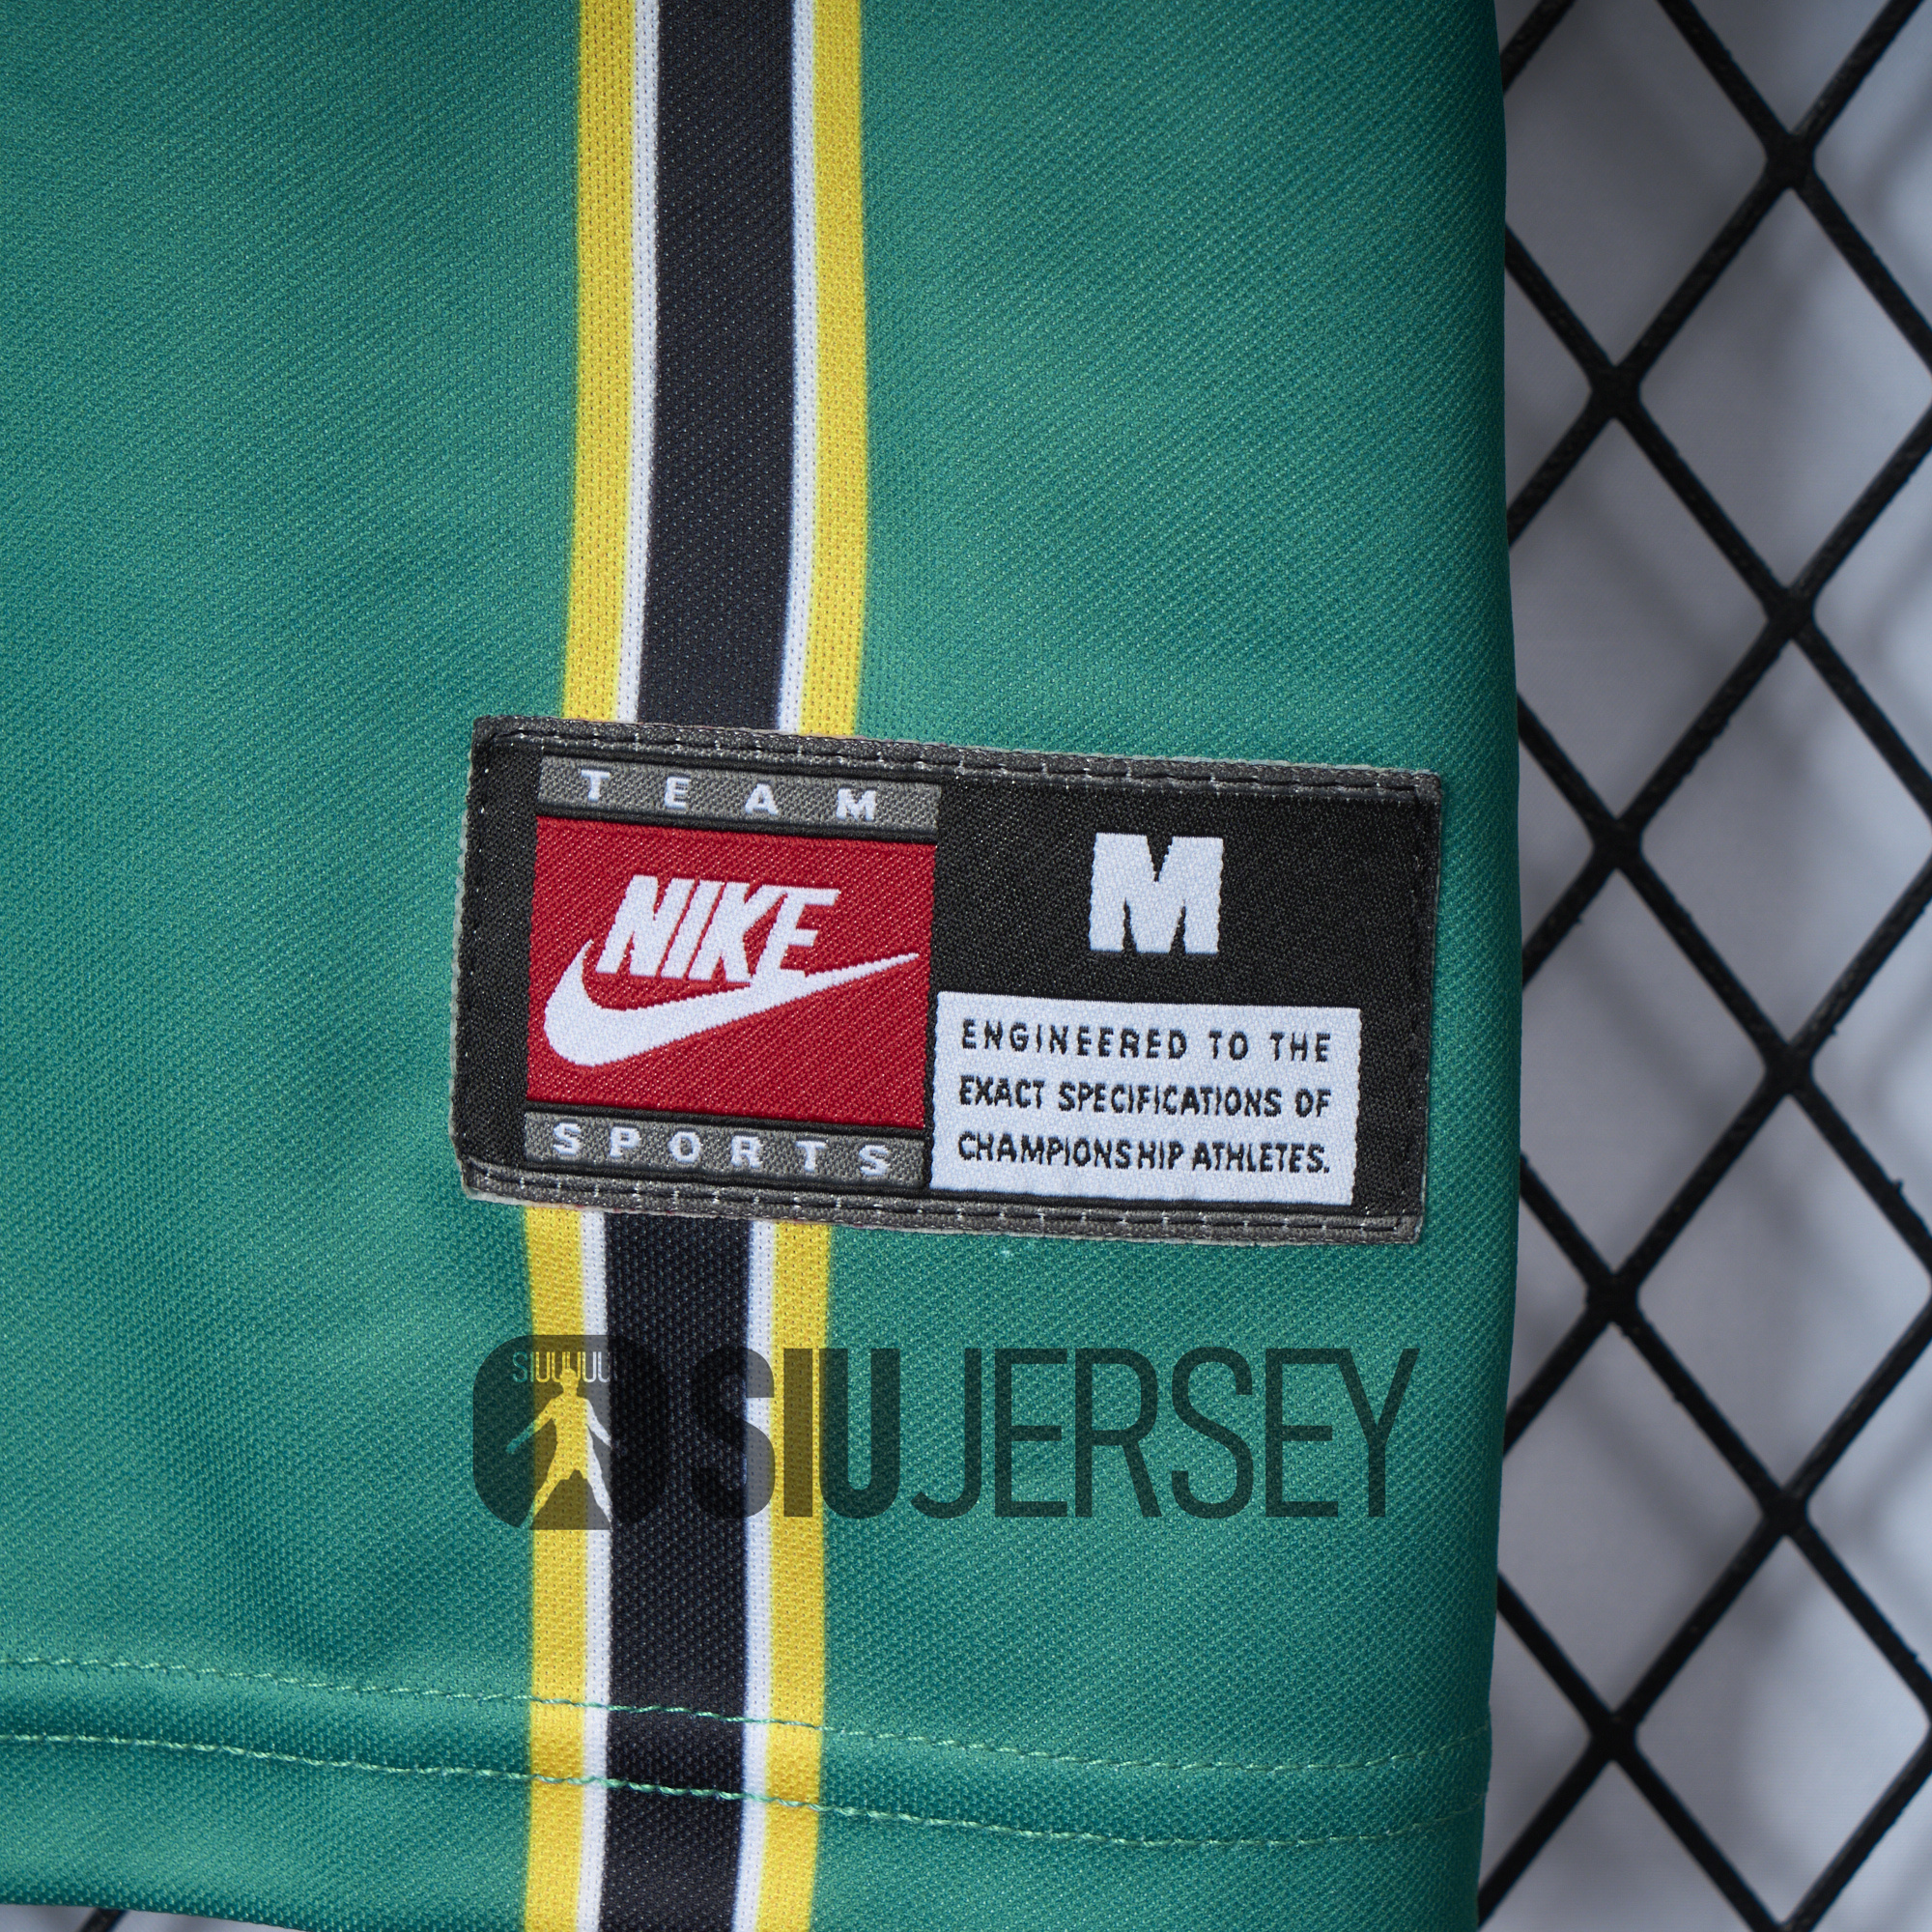 TEAM
NIKE
SPORTS
M
ENGINEERED TO THE
EXACT SPECIFICATIONS OF
CHAMPIONSHIP ATHLETES.
SIUUUUU
SIUJERSEY